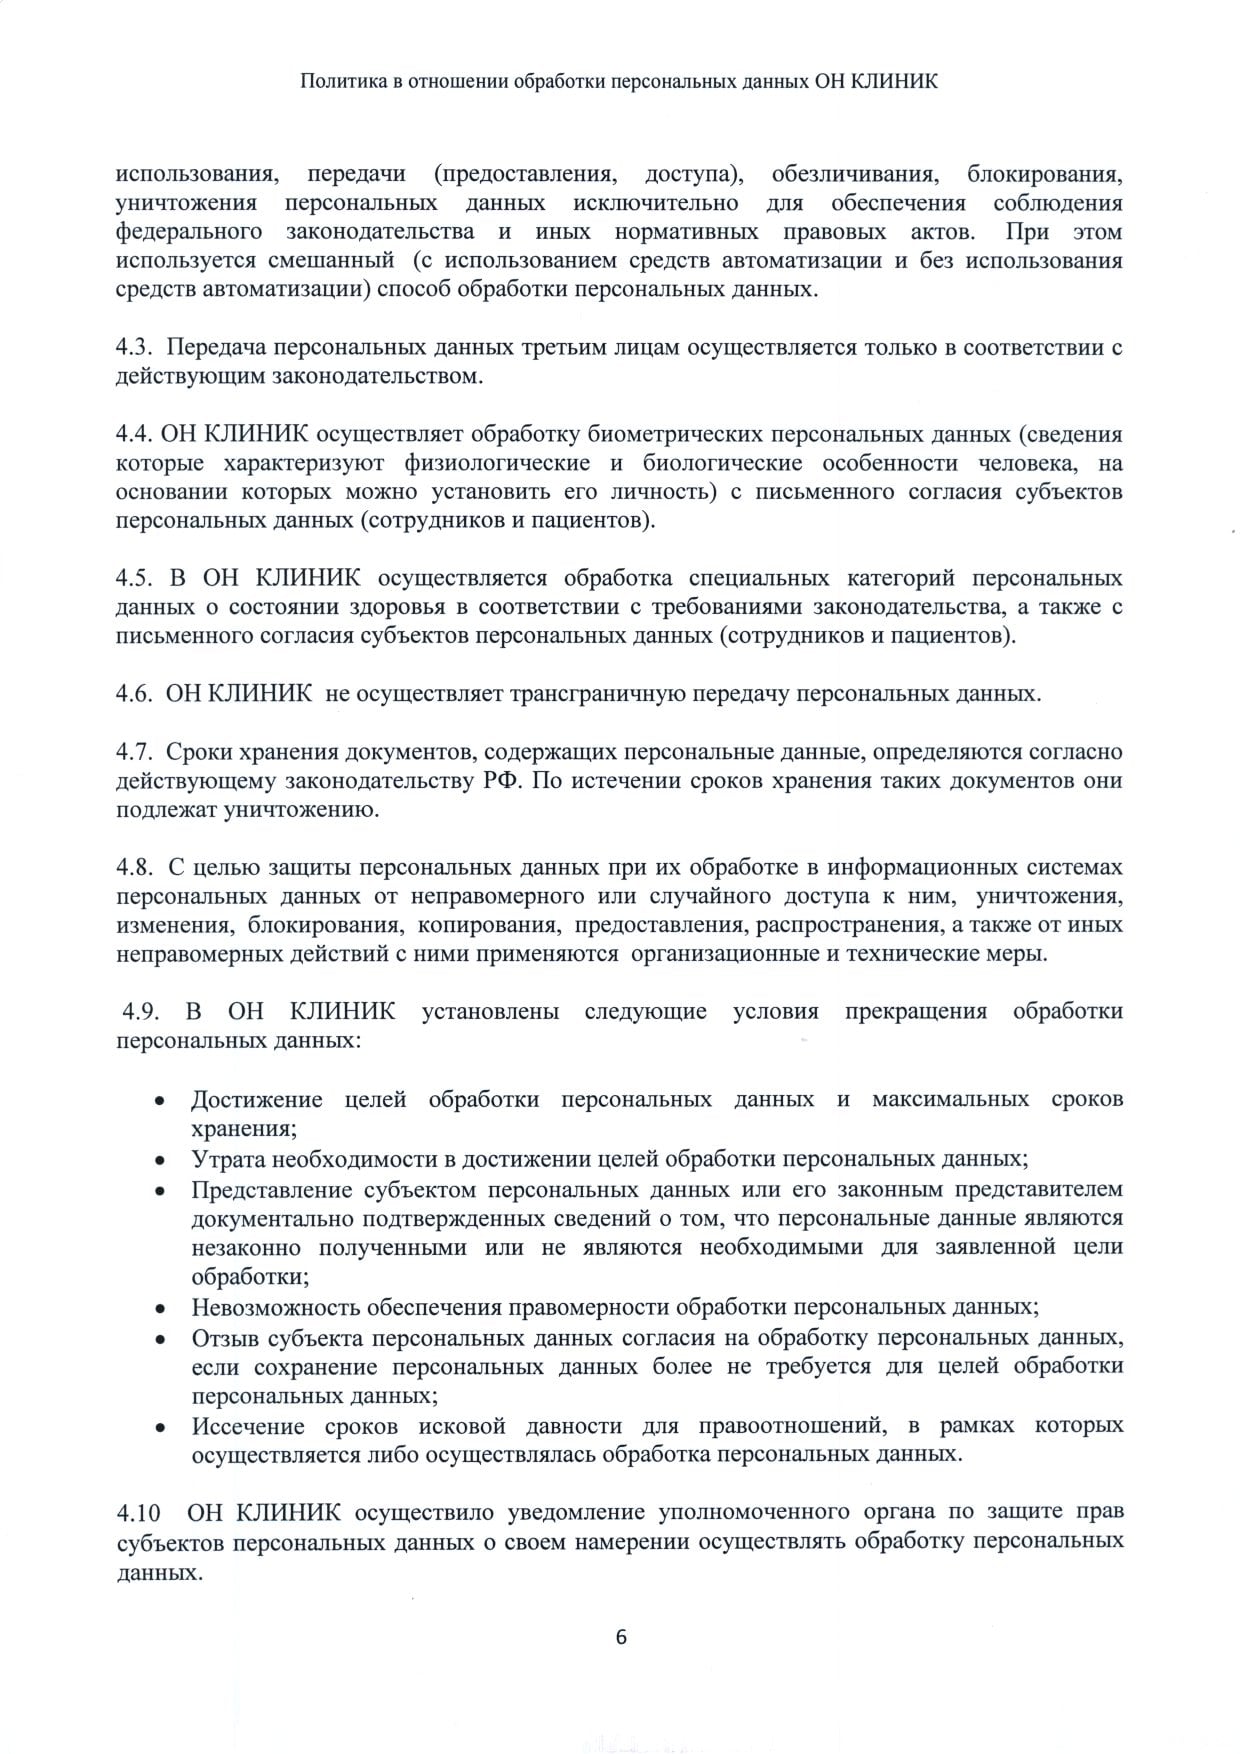 Политика в отношении обработки персональных данных ОН КЛИНИК
использования, передачи (предоставления, доступа), обезличивания, блокирования,
уничтожения персональных данных исключительно для обеспечения соблюдения
федерального законодательства и иных нормативных правовых актов. При этом
используется смешанный (с использованием средств автоматизации и без использования
средств автоматизации) способ обработки персональных данных.
4.3. Передача персональных данных третьим лицам осуществляется только в соответствии с
действующим законодательством.
4.4. ОН КЛИНИК осуществляет обработку биометрических персональных данных (сведения
которые характеризуют физиологические и биологические особенности человека, на
основании которых можно установить его личность) с письменного согласия субъектов
персональных данных (сотрудников и пациентов).
4.5. В ОН КЛИНИК осуществляется обработка специальных категорий персональных
данных о состоянии здоровья в соответствии с требованиями законодательства, а также с
письменного согласия субъектов персональных данных (сотрудников и пациентов).
4.6. ОН КЛИНИК не осуществляет трансграничную передачу персональных данных.
4.7. Сроки хранения документов, содержащих персональные данные, определяются согласно
действующему законодательству РФ. По истечении сроков хранения таких документов они
подлежат уничтожению.
4.8. С целью защиты персональных данных при их обработке в информационных системах
персональных данных от неправомерного или случайного доступа к ним, уничтожения,
изменения, блокирования, копирования, предоставления, распространения, а также от иных
неправомерных действий с ними применяются организационные и технические меры.
4.9. В ОН КЛИНИК установлены следующие условия прекращения обработки
персональных данных:
• Достижение целей обработки персональных данных и максимальных сроков
хранения;
• Утрата необходимости в достижении целей обработки персональных данных;
• Представление субъектом персональных данных или его законным представителем
документально подтвержденных сведений о том, что персональные данные являются
незаконно полученными или не являются необходимыми для заявленной цели
обработки;
• Невозможность обеспечения правомерности обработки персональных данных;
• Отзыв субъекта персональных данных согласия на обработку персональных данных,
если сохранение персональных данных более не требуется для целей обработки
персональных данных;
• Иссечение сроков исковой давности для правоотношений, в рамках которых
осуществляется либо осуществлялась обработка персональных данных.
4.10 ОН КЛИНИК осуществило уведомление уполномоченного органа по защите прав
субъектов персональных данных о своем намерении осуществлять обработку персональных
данных.
6